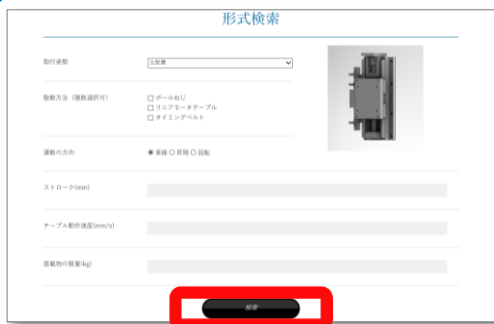 形式検索
取付姿勢
立配置
駆動方法（複数選択可）
ボールねじ
リニアモータテーブル
タイミングベルト
運動の方向
直線 昇降 回転
ストローク(mm)
テーブル動作速度(mm/s)
搭載物の質量(kg)
検索